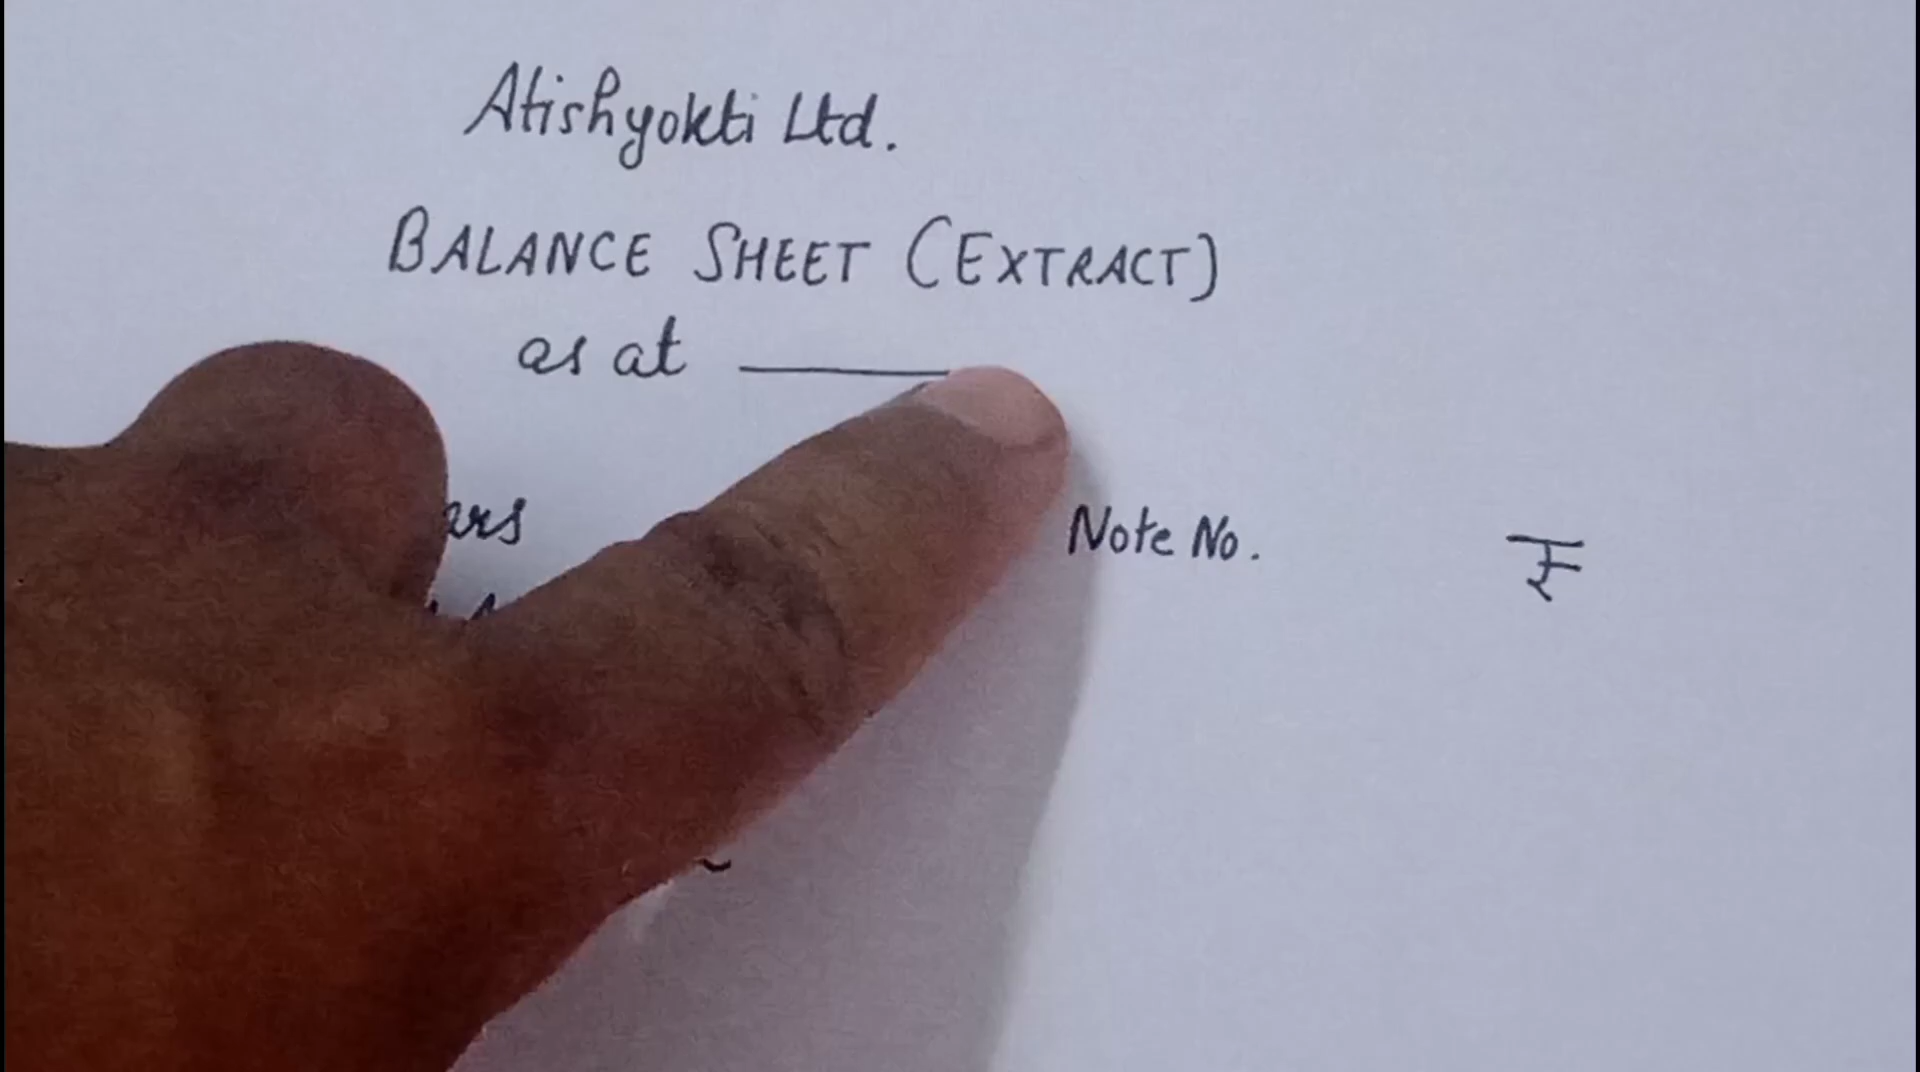 Atishyokti Ltd.
BALANCE SHEET (EXTRACT)
as at ______
Note No. ₹